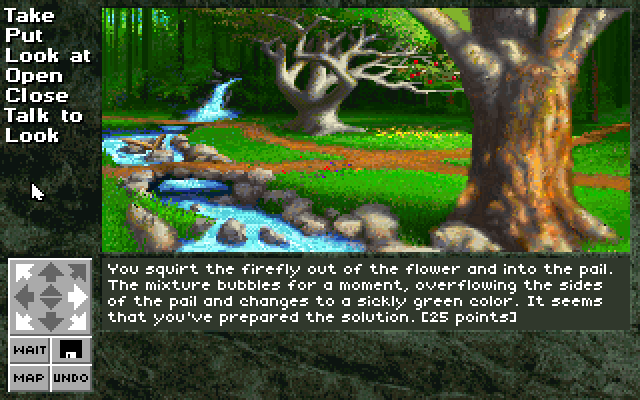 Take
Put
Look at
Open
Close
Talk to
Look
You squirt the firefly out of the flower and into the pail.
The mixture bubbles for a moment, overflowing the sides
of the pail and changes to a sickly green color. It seems
that you've prepared the solution. [25 points]
WAIT
MAP
UNDO